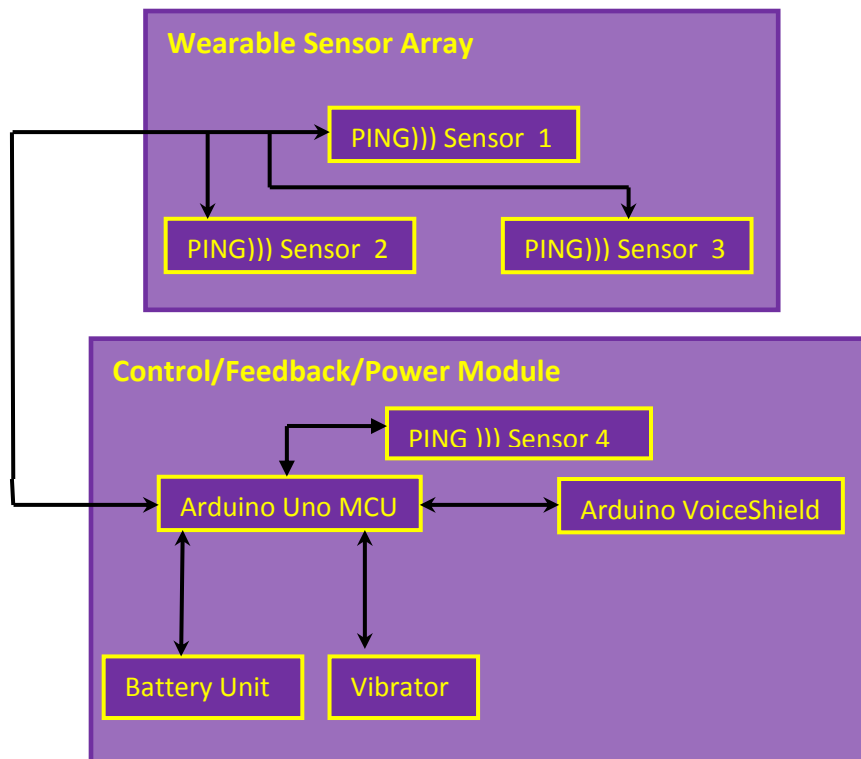 Wearable Sensor Array
PING))) Sensor 1
PING))) Sensor 2
PING))) Sensor 3
Control/Feedback/Power Module
PING ))) Sensor 4
Arduino Uno MCU
Arduino VoiceShield
Battery Unit
Vibrator